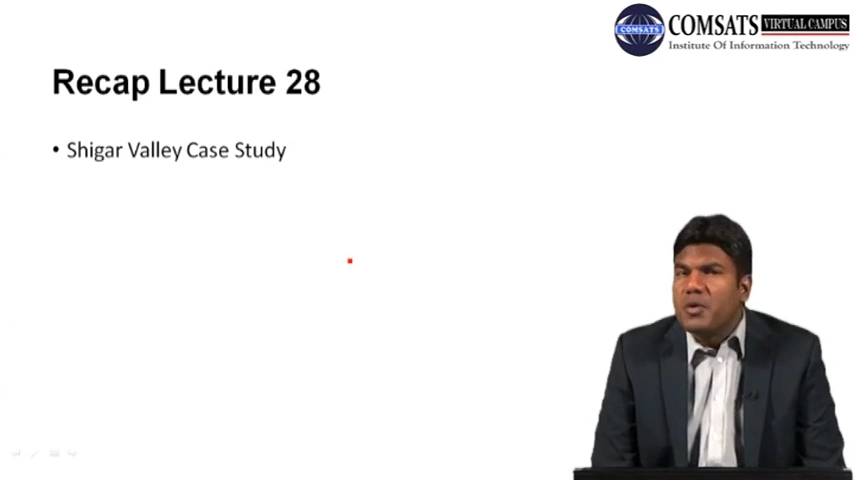 COMSATS VIRTUAL CAMPUS
Institute Of Information Technology
COMSATS
Recap Lecture 28
• Shigar Valley Case Study